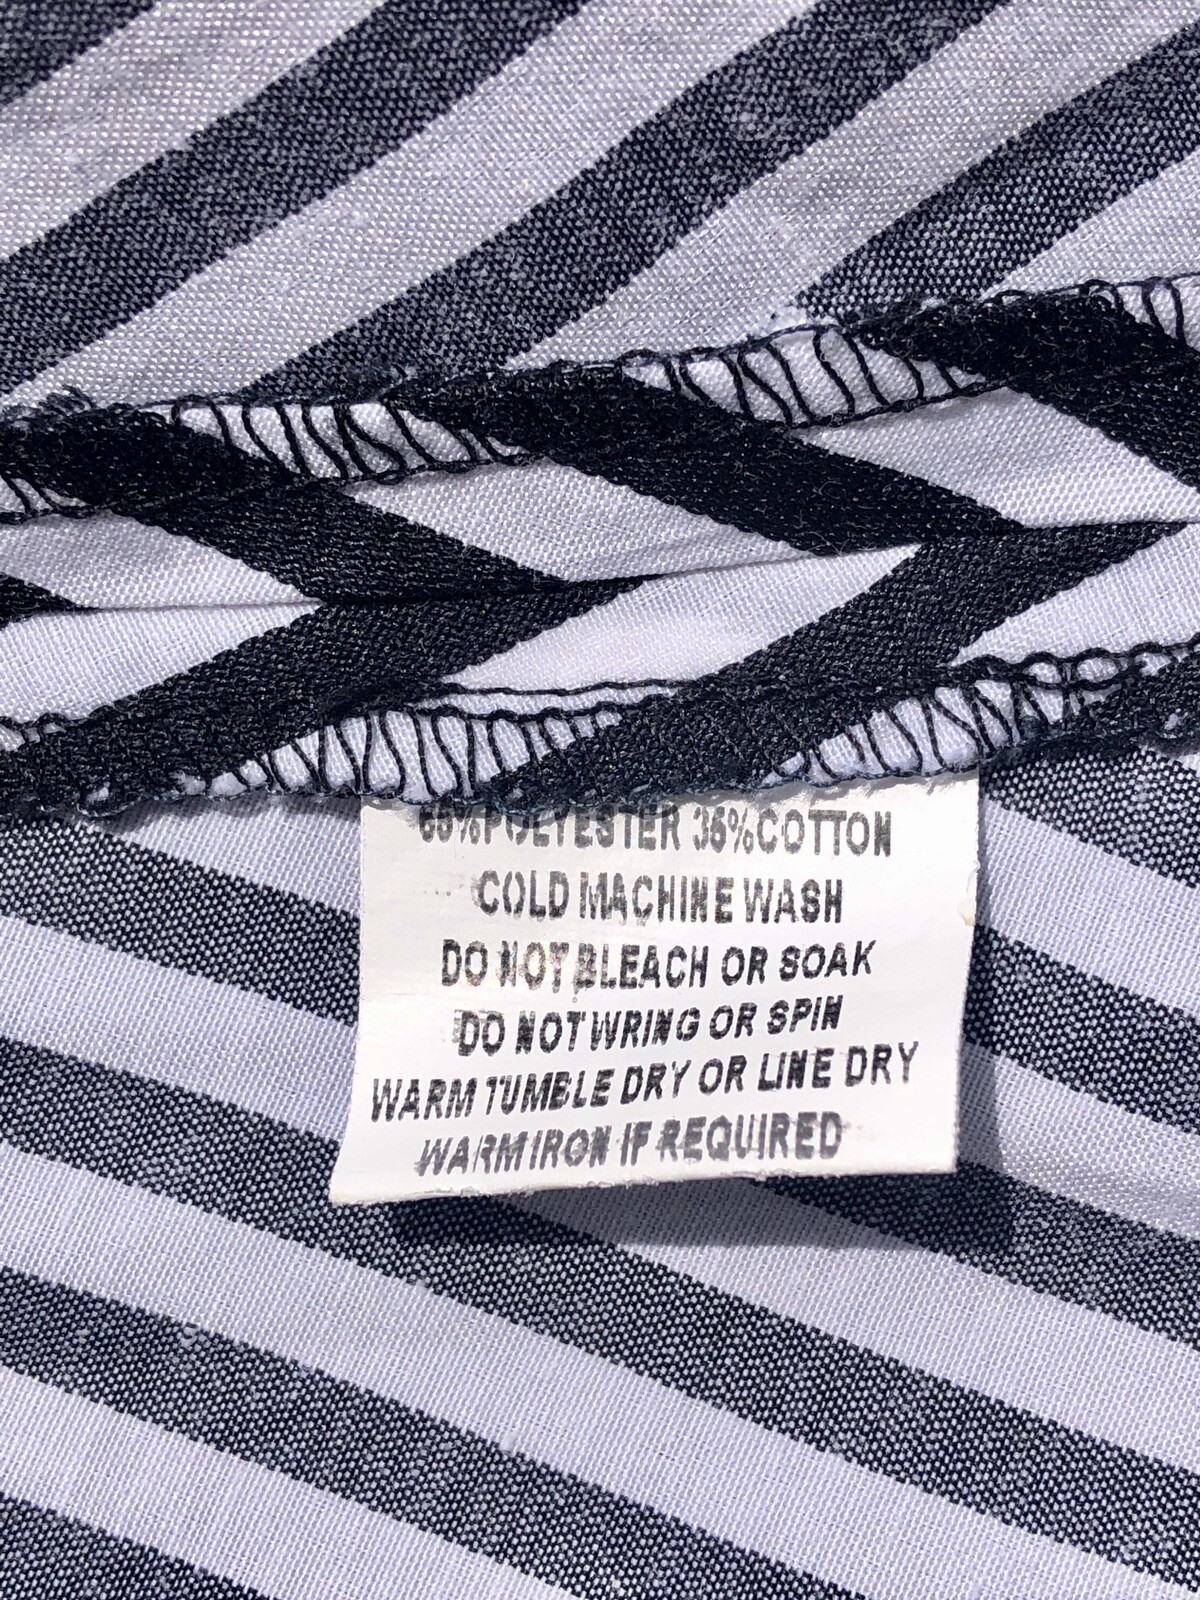 65%POLYESTER 35%COTTON
COLD MACHINE WASH
DO NOT BLEACH OR SOAK
DO NOT WRING OR SPIN
WARM TUMBLE DRY OR LINE DRY
WARM IRON IF REQUIRED